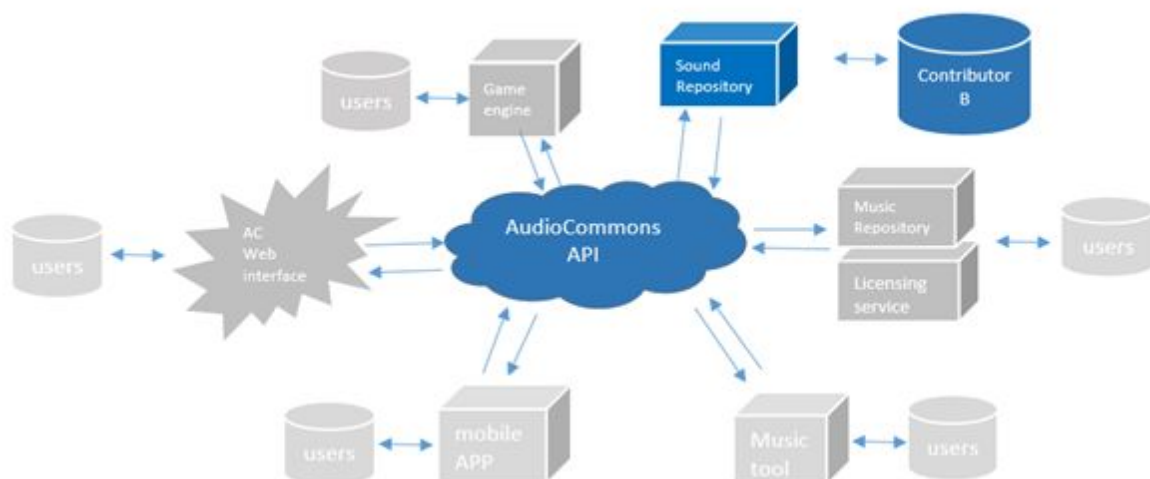 Sound
Repository
Contributor
B
users
Game
engine
AC
Web
interface
users
AudioCommons
API
Music
Repository
Licensing
service
users
users
mobile
APP
Music
tool
users